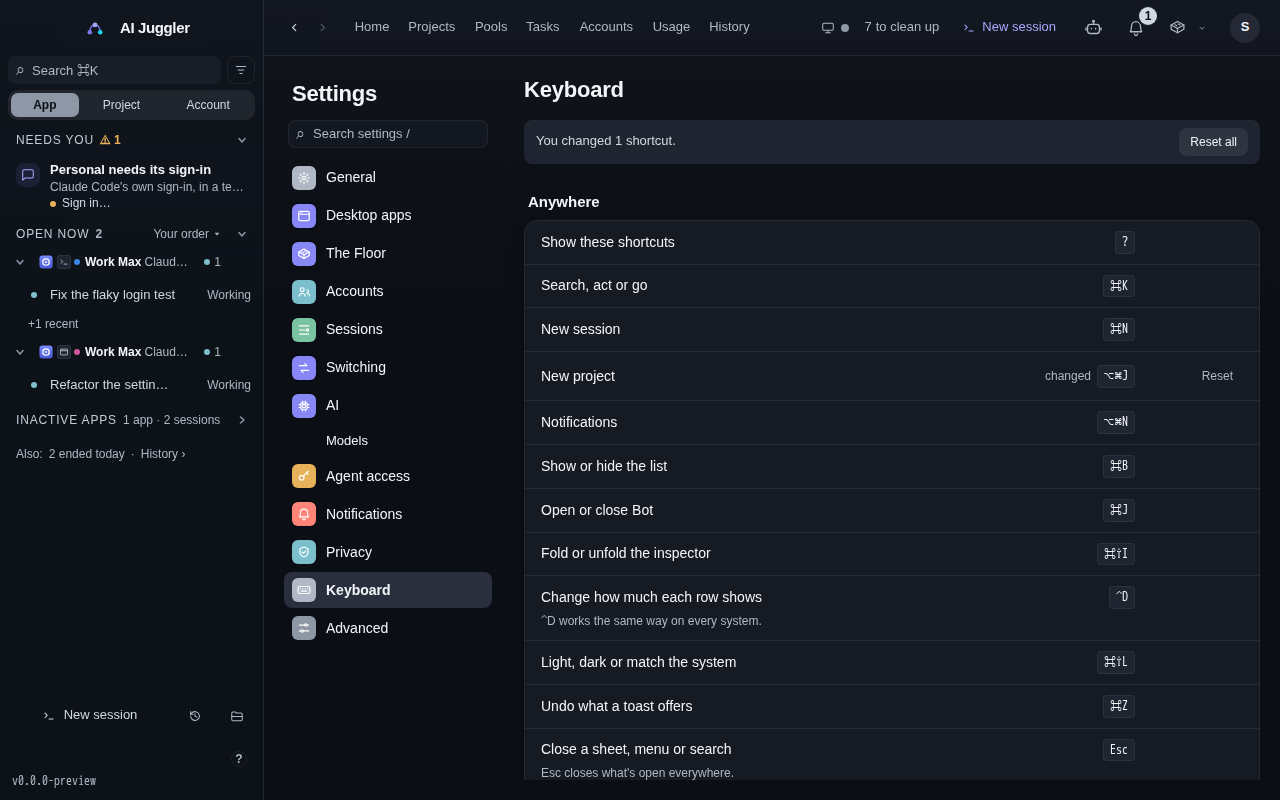 AI Juggler
Search ⌘K
App Project Account
NEEDS YOU 1
Personal needs its sign-in
Claude Code's own sign-in, in a te…
Sign in…
OPEN NOW 2 Your order
Work Max Claud… 1
Fix the flaky login test Working
+1 recent
Work Max Claud… 1
Refactor the settin… Working
INACTIVE APPS 1 app · 2 sessions
Also: 2 ended today · History ›
New session
?
v0.0.0-preview
Home Projects Pools Tasks Accounts Usage History
7 to clean up
New session
1
S
Settings
Search settings /
General
Desktop apps
The Floor
Accounts
Sessions
Switching
AI
Models
Agent access
Notifications
Privacy
Keyboard
Advanced
Keyboard
You changed 1 shortcut. Reset all
Anywhere
Show these shortcuts ?
Search, act or go ⌘K
New session ⌘N
New project changed ⌥⌘J Reset
Notifications ⌥⌘N
Show or hide the list ⌘B
Open or close Bot ⌘J
Fold or unfold the inspector ⌘⇧I
Change how much each row shows ^D
^D works the same way on every system.
Light, dark or match the system ⌘⇧L
Undo what a toast offers ⌘Z
Close a sheet, menu or search Esc
Esc closes what's open everywhere.